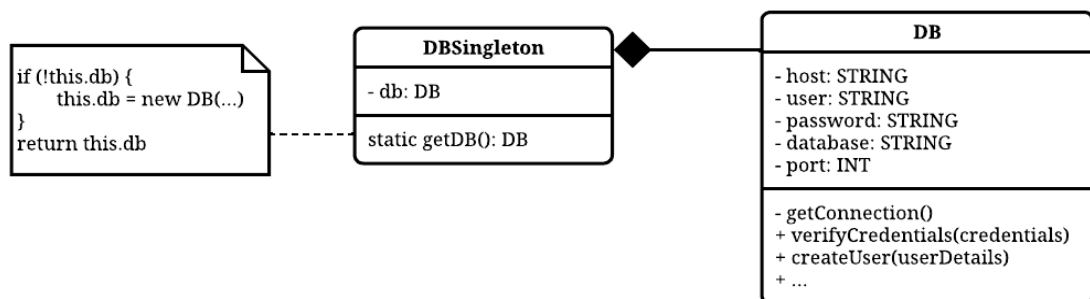 if (!this.db) {
this.db = new DB(...)
}
return this.db
DBSingleton
- db: DB
static getDB(): DB
DB
- host: STRING
- user: STRING
- password: STRING
- database: STRING
- port: INT
- getConnection()
+ verifyCredentials(credentials)
+ createUser(userDetails)
+ ...